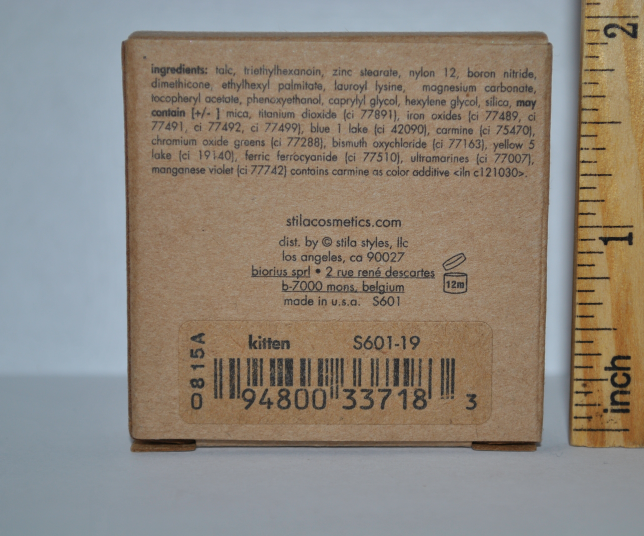 ingredients: talc, triethylhexanoin, zinc stearate, nylon 12, boron nitride,
dimethicone, ethylhexyl palmitate, lauroyl lysine, magnesium carbonate,
tocopheryl acetate, phenoxyethanol, caprylyl glycol, hexylene glycol, silica, may
contain [+/- ] mica, titanium dioxide (ci 77891), iron oxides (ci 77489, ci
77491, ci 77492, ci 77499), blue 1 lake (ci 42090), carmine (ci 75470),
chromium oxide greens (ci 77288), bismuth oxychloride (ci 77163), yellow 5
lake (ci 19140), ferric ferrocyanide (ci 77510), ultramarines (ci 77007),
manganese violet (ci 77742) contains carmine as color additive <iln c121030>.
stilacosmetics.com
dist. by © stila styles, llc
los angeles, ca 90027
biorius sprl • 2 rue rené descartes
b-7000 mons, belgium
made in u.s.a. S601
12m
0815A
kitten S601-19
0 94800 33718 3
2
1
inch